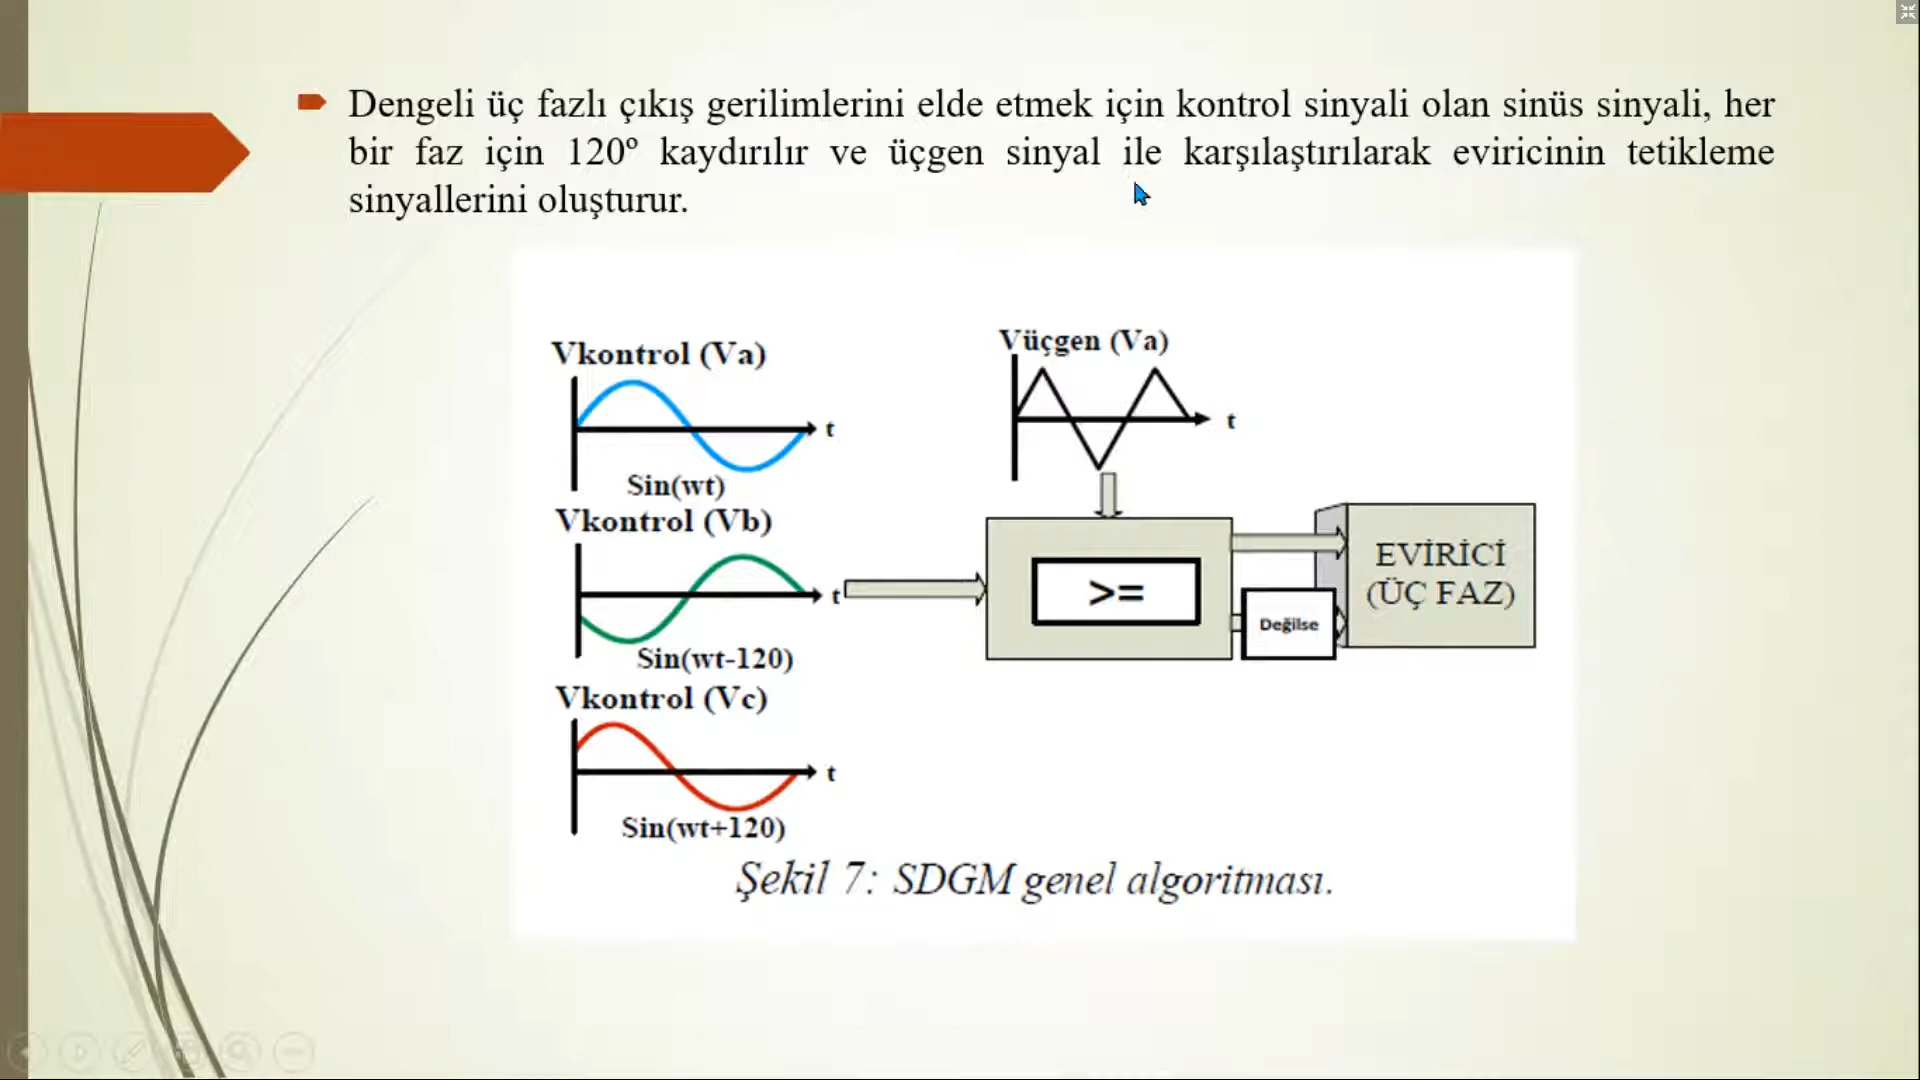 Dengeli üç fazlı çıkış gerilimlerini elde etmek için kontrol sinyali olan sinüs sinyali, her
bir faz için 120º kaydırılır ve üçgen sinyal ile karşılaştırılarak eviricinin tetikleme
sinyallerini oluşturur.
Vkontrol (Va)
t
Sin(wt)
Vkontrol (Vb)
t
Sin(wt-120)
Vkontrol (Vc)
t
Sin(wt+120)
Vüçgen (Va)
t
>=
Değilse
EVİRİCİ
(ÜÇ FAZ)
Şekil 7: SDGM genel algoritması.